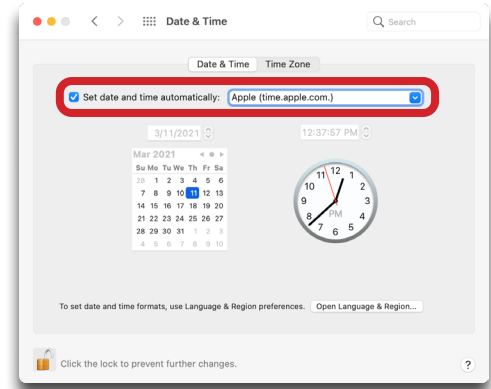 Date & Time
Search
Date & Time Time Zone
Set date and time automatically: Apple (time.apple.com.)
3/11/2021 12:37:57 PM
Mar 2021
Su Mo Tu We Th Fr Sa
28 1 2 3 4 5 6
7 8 9 10 11 12 13
14 15 16 17 18 19 20
21 22 23 24 25 26 27
28 29 30 31 1 2 3
4 5 6 7 8 9 10
12 1 2 3 4 5 6 7 8 9 10 11
PM
To set date and time formats, use Language & Region preferences. Open Language & Region...
Click the lock to prevent further changes. ?